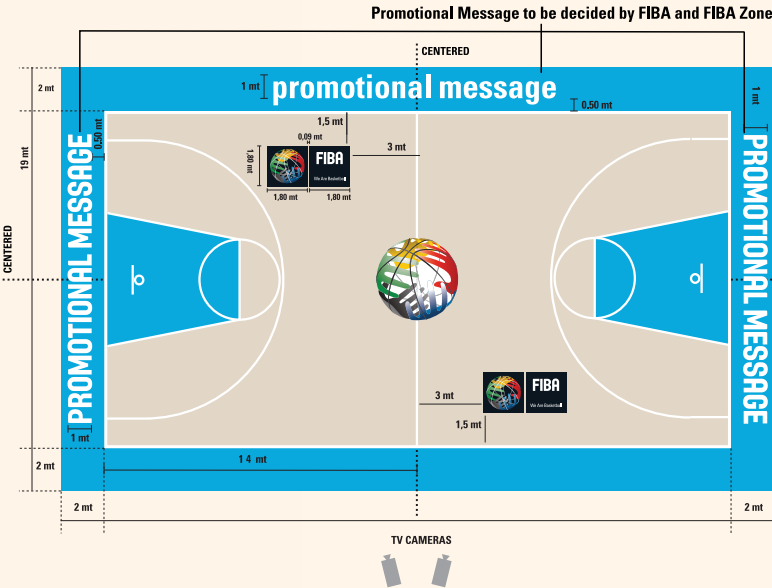 Promotional Message to be decided by FIBA and FIBA Zone
CENTERED
2 mt
1 mt
promotional message
0,50 mt
1 mt
0,50 mt
1,5 mt
0,09 mt
3 mt
1,80 mt
FIBA
We Are Basketball
1,80 mt
1,80 mt
19 mt
CENTERED
PROMOTIONAL MESSAGE
PROMOTIONAL MESSAGE
3 mt
FIBA
We Are Basketball
1,5 mt
1 mt
14 mt
2 mt
2 mt
2 mt
TV CAMERAS